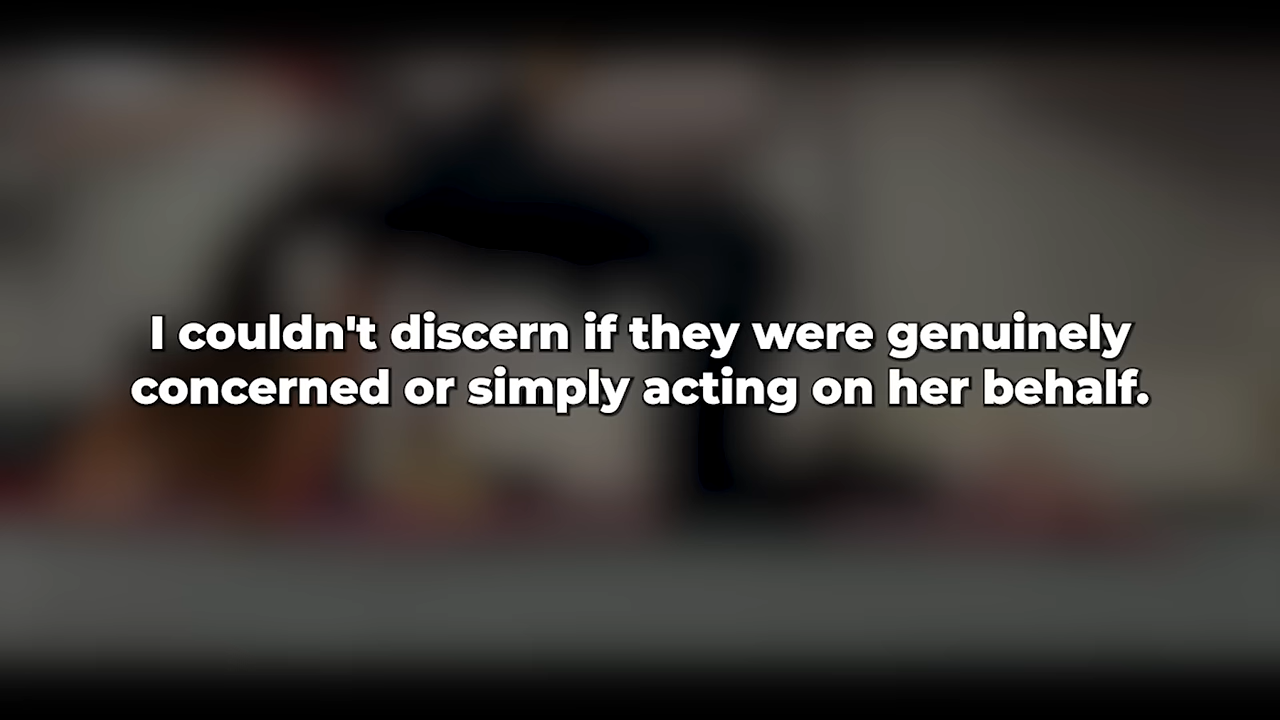 I couldn't discern if they were genuinely
concerned or simply acting on her behalf.